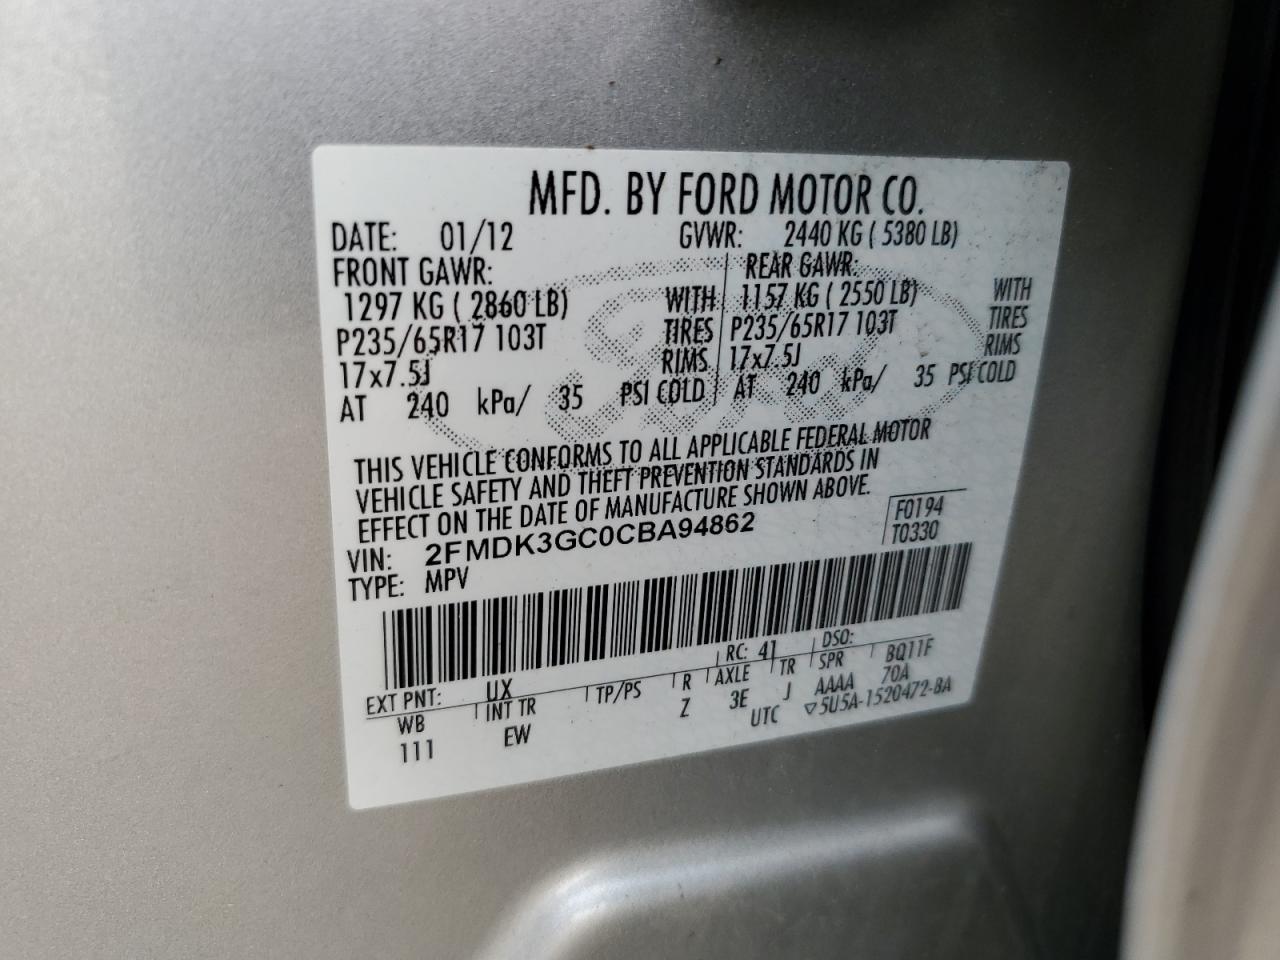 MFD. BY FORD MOTOR CO.
DATE: 01/12 GVWR: 2440 KG ( 5380 LB)
FRONT GAWR: REAR GAWR:
1297 KG ( 2860 LB) WITH 1157 KG ( 2550 LB) WITH
P235/65R17 103T TIRES P235/65R17 103T TIRES
17x7.5J RIMS 17x7.5J RIMS
AT 240 kPa/ 35 PSI COLD AT 240 kPa/ 35 PSI COLD
THIS VEHICLE CONFORMS TO ALL APPLICABLE FEDERAL MOTOR
VEHICLE SAFETY AND THEFT PREVENTION STANDARDS IN
EFFECT ON THE DATE OF MANUFACTURE SHOWN ABOVE.
VIN: 2FMDK3GC0CBA94862 F0194
TYPE: MPV T0330
EXT PNT: UX RC: 41 DSO:
WB INT TR TP/PS R AXLE TR SPR BQ11F
111 EW Z 3E J AAAA 70A
UTC ▽5U5A-1520472-BA